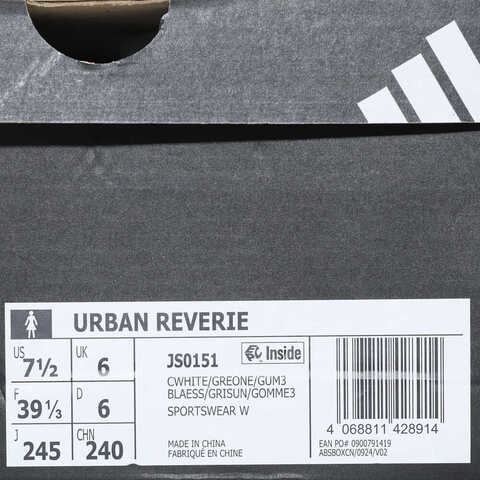 URBAN REVERIE
US 7½ UK 6
F 39⅓ D 6
J 245 CHN 240
JS0151 Inside
CWHITE/GREONE/GUM3
BLAESS/GRISUN/GOMME3
SPORTSWEAR W
MADE IN CHINA
FABRIQUÉ EN CHINE
4 068811 428914
EAN PO# 0900791419
ABSBOXCN/0924/V02